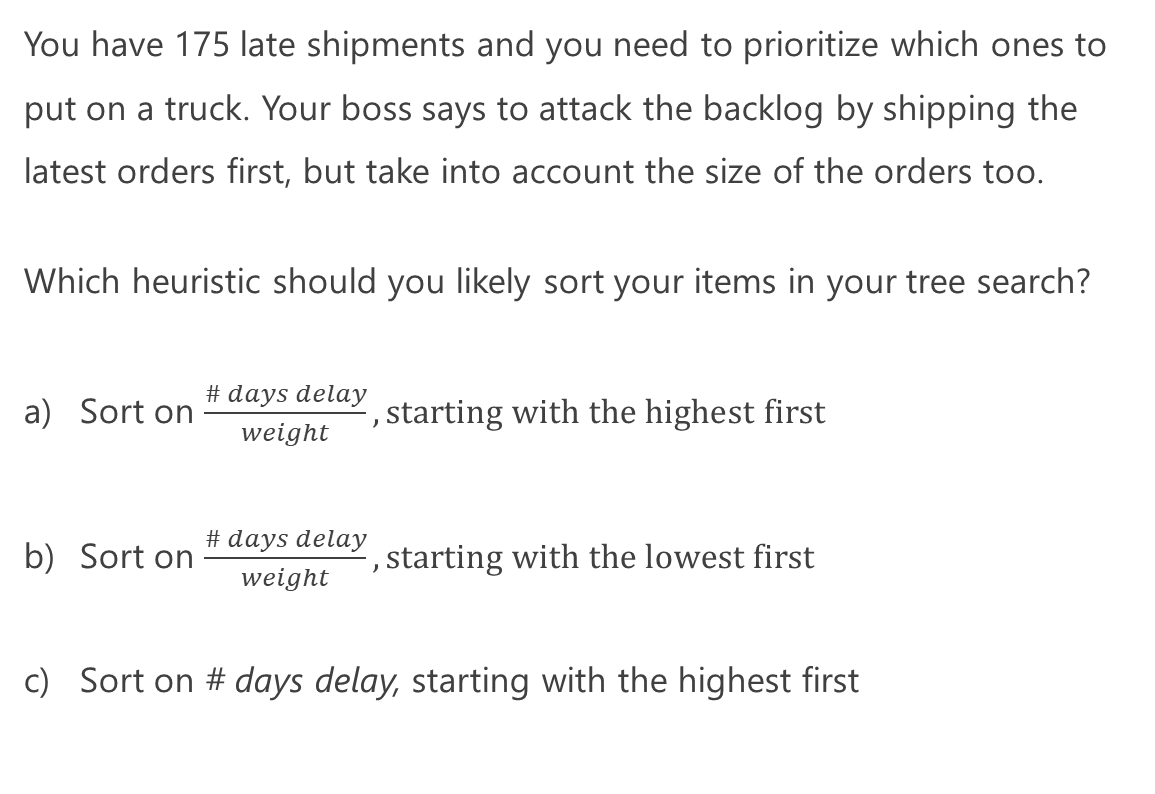 You have 175 late shipments and you need to prioritize which ones to
put on a truck. Your boss says to attack the backlog by shipping the
latest orders first, but take into account the size of the orders too.
Which heuristic should you likely sort your items in your tree search?
a) Sort on # days delay / weight, starting with the highest first
b) Sort on # days delay / weight, starting with the lowest first
c) Sort on # days delay, starting with the highest first